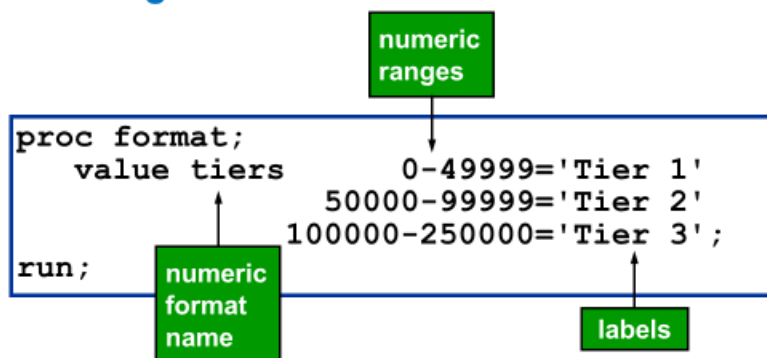 numeric
ranges
proc format;
value tiers 0-49999='Tier 1'
50000-99999='Tier 2'
100000-250000='Tier 3';
run;
numeric
format
name
labels